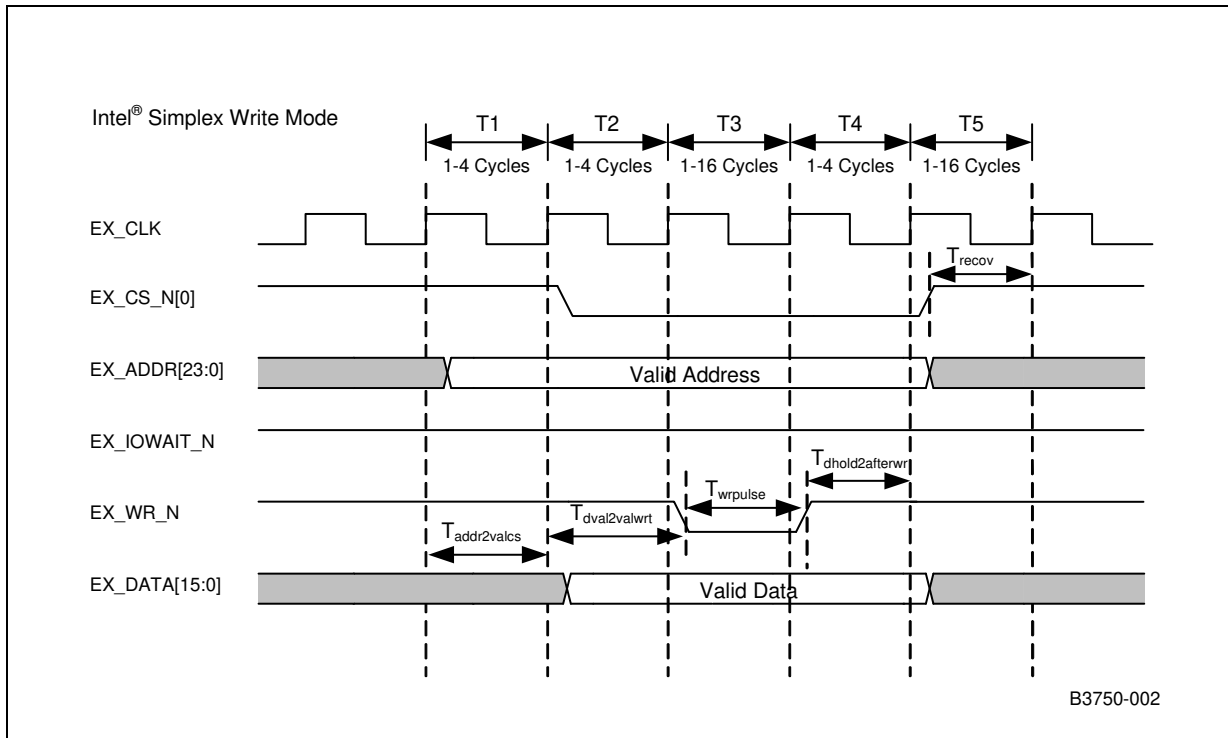 Intel® Simplex Write Mode
T1 T2 T3 T4 T5
1-4 Cycles 1-4 Cycles 1-16 Cycles 1-4 Cycles 1-16 Cycles
EX_CLK
Trecov
EX_CS_N[0]
EX_ADDR[23:0]
Valid Address
EX_IOWAIT_N
Tdhold2afterwr
Twrpulse
EX_WR_N
Tdval2valwrt
Taddr2valcs
EX_DATA[15:0]
Valid Data
B3750-002